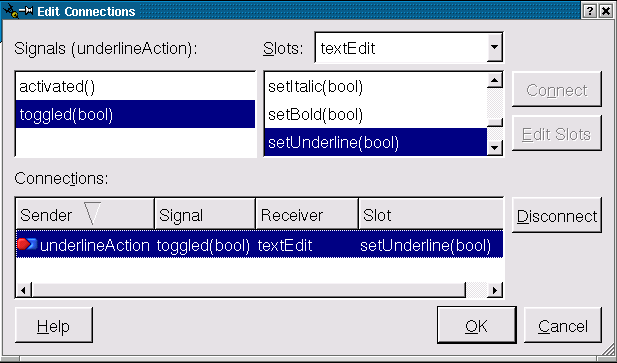 Edit Connections
Signals (underlineAction):
Slots: textEdit
activated()
toggled(bool)
setItalic(bool)
setBold(bool)
setUnderline(bool)
Connect
Edit Slots
Connections:
Sender Signal Receiver Slot
underlineAction toggled(bool) textEdit setUnderline(bool)
Disconnect
Help OK Cancel